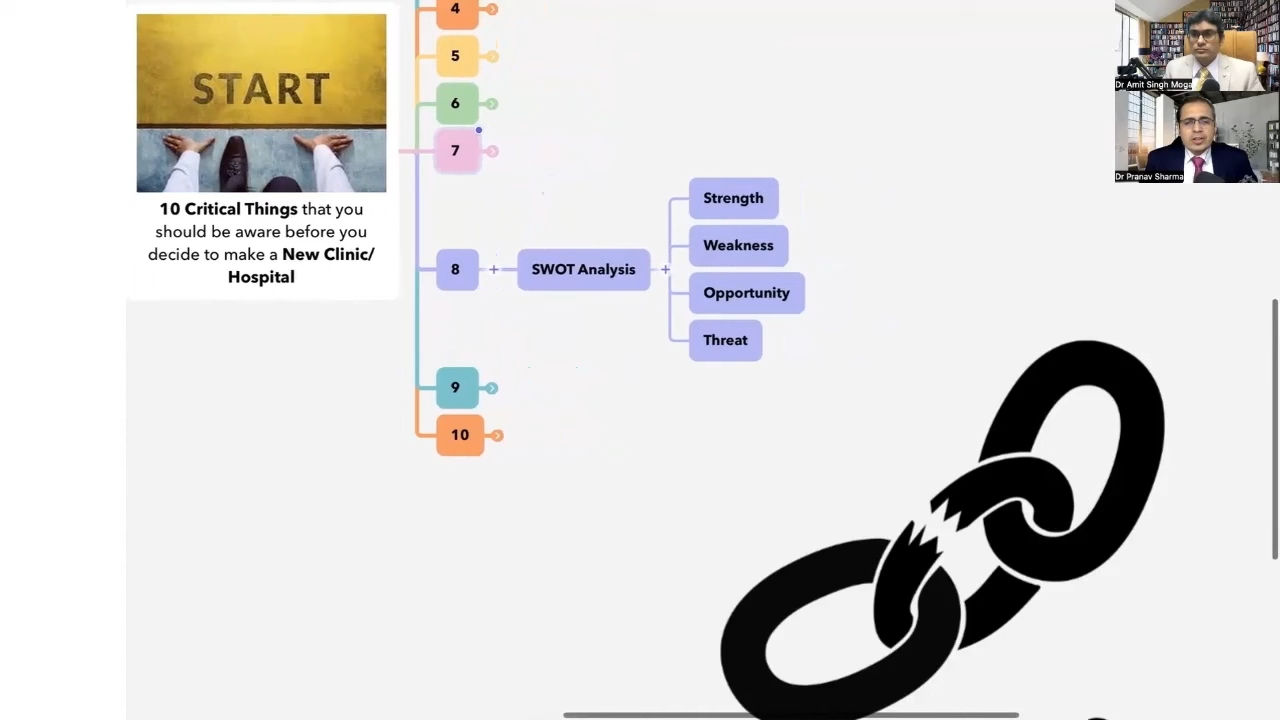 START
10 Critical Things that you
should be aware before you
decide to make a New Clinic/
Hospital
4
5
6
7
8
SWOT Analysis
Strength
Weakness
Opportunity
Threat
9
10
Dr Amit Singh Moga
Dr Pranav Sharma